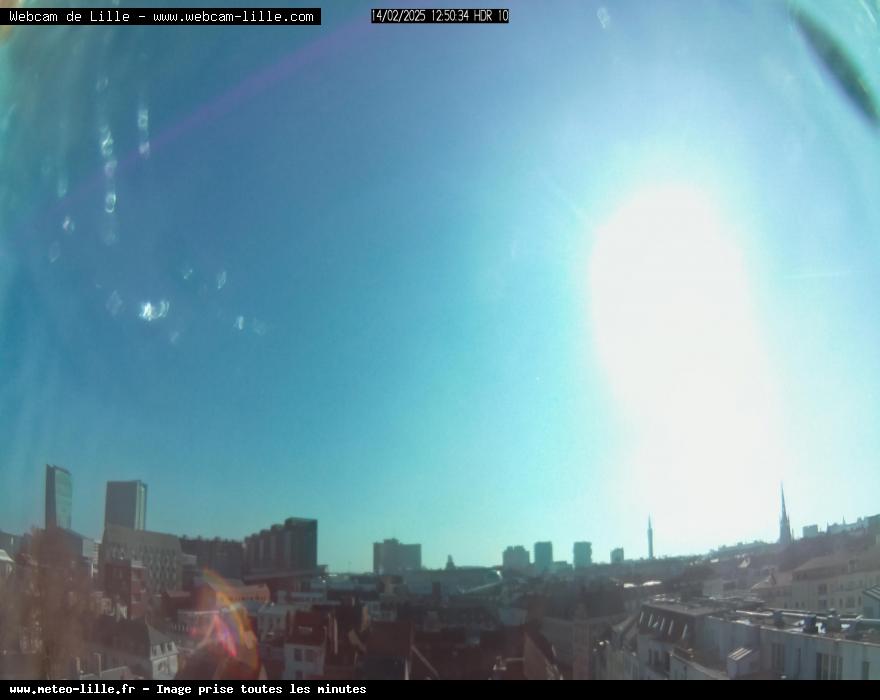 Webcam de Lille - www.webcam-lille.com
14/02/2025 12:50:34 HDR 10
www.meteo-lille.fr - Image prise toutes les minutes